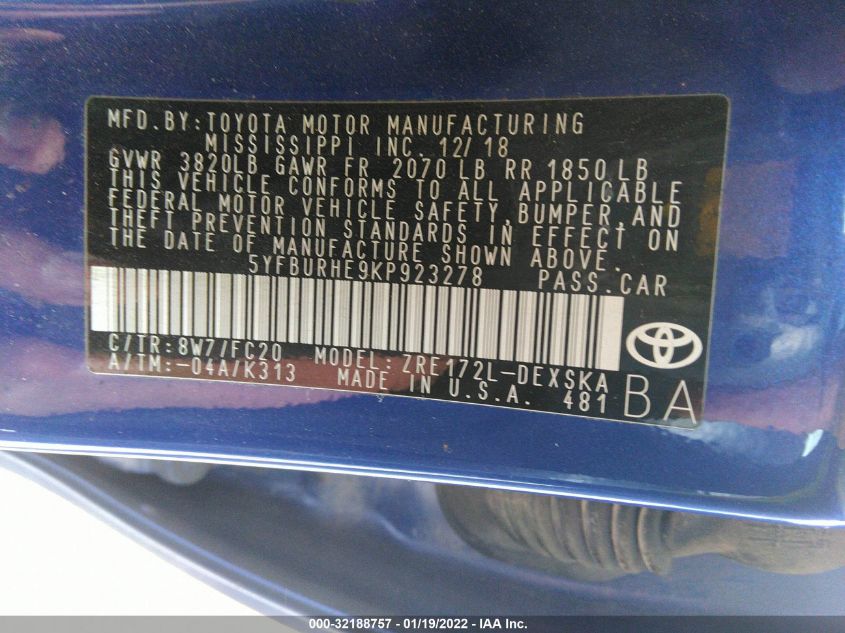 MFD.BY:TOYOTA MOTOR MANUFACTURING
MISSISSIPPI INC. 12/18
GVWR 3820LB GAWR FR. 2070 LB RR 1850 LB
THIS VEHICLE CONFORMS TO ALL APPLICABLE
FEDERAL MOTOR VEHICLE SAFETY,BUMPER,AND
THEFT PREVENTION STANDARDS IN EFFECT ON
THE DATE OF MANUFACTURE SHOWN ABOVE.
5YFBURHE9KP923278 PASS.CAR
C/TR:8W7/FC20 MODEL:ZRE172L-DEXSKA
A/TM:-04A/K313 MADE IN U.S.A. 481 BA
000-32188757 - 01/19/2022 - IAA Inc.